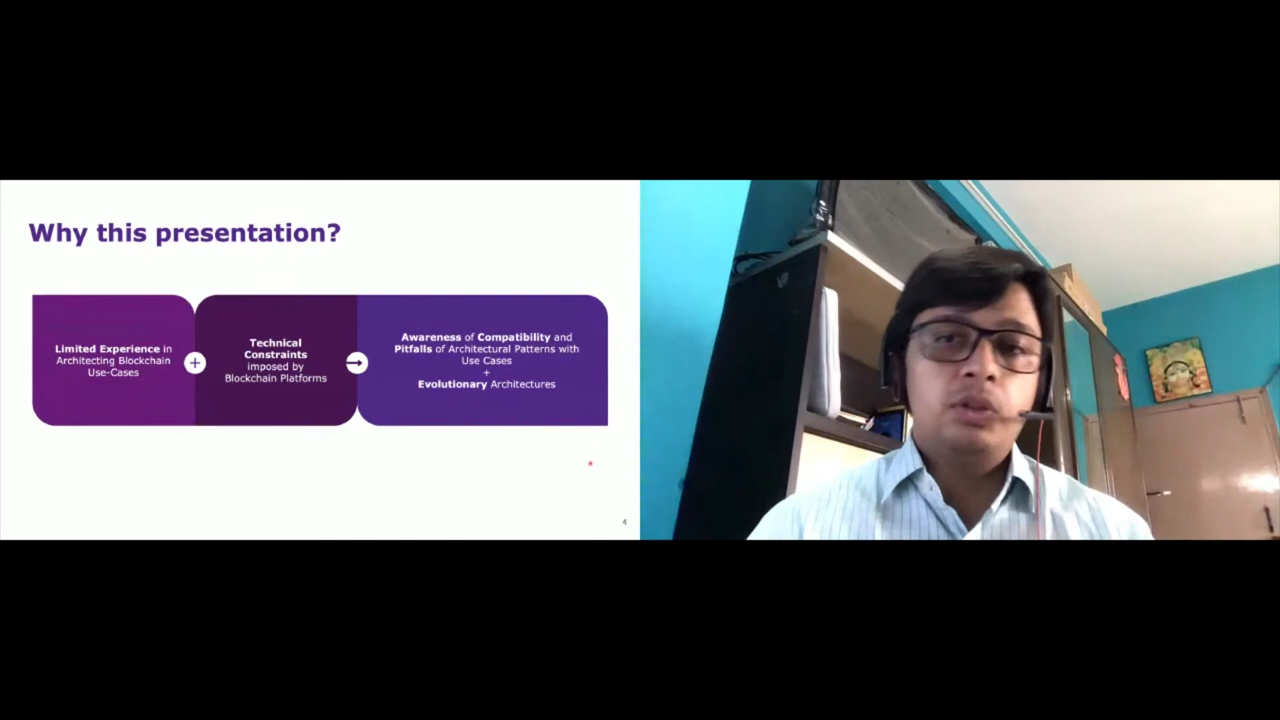 Why this presentation?
Limited Experience in
Architecting Blockchain
Use-Cases
+
Technical
Constraints
imposed by
Blockchain Platforms
Awareness of Compatibility and
Pitfalls of Architectural Patterns with
Use Cases
+
Evolutionary Architectures
4